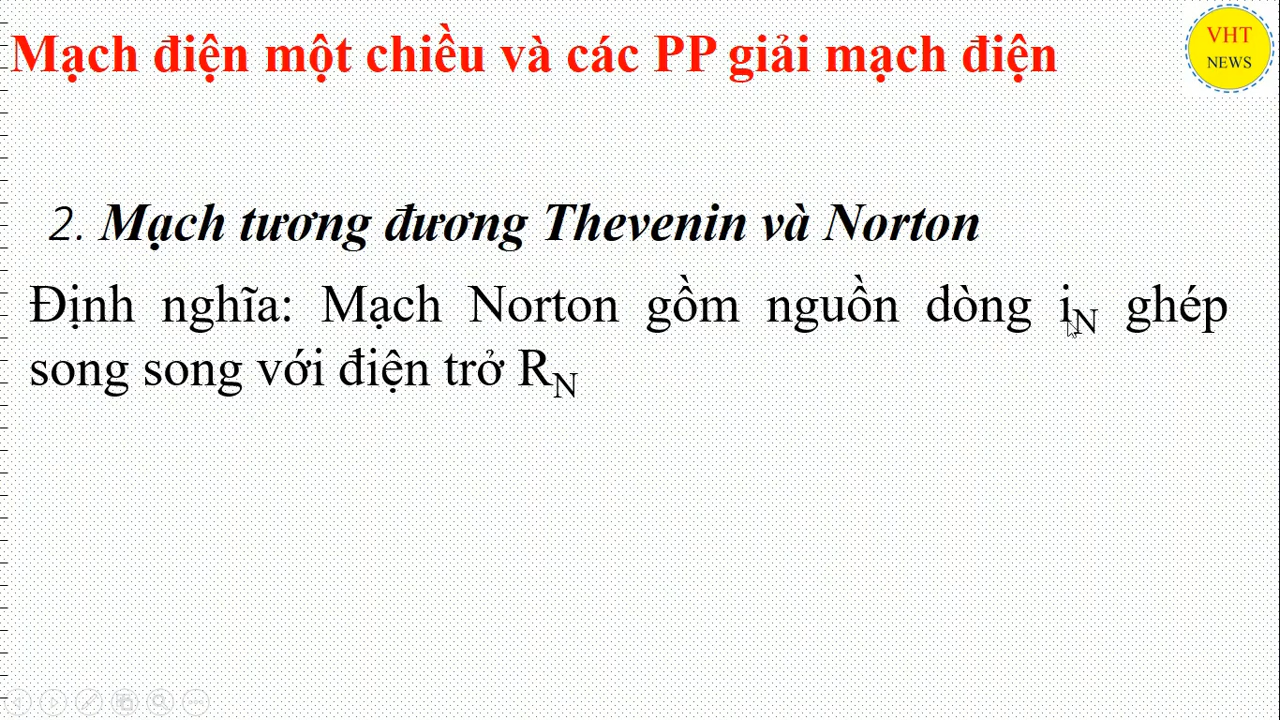 Mạch điện một chiều và các PP giải mạch điện
VHT
NEWS
2. Mạch tương đương Thevenin và Norton
Định nghĩa: Mạch Norton gồm nguồn dòng iN ghép
song song với điện trở RN